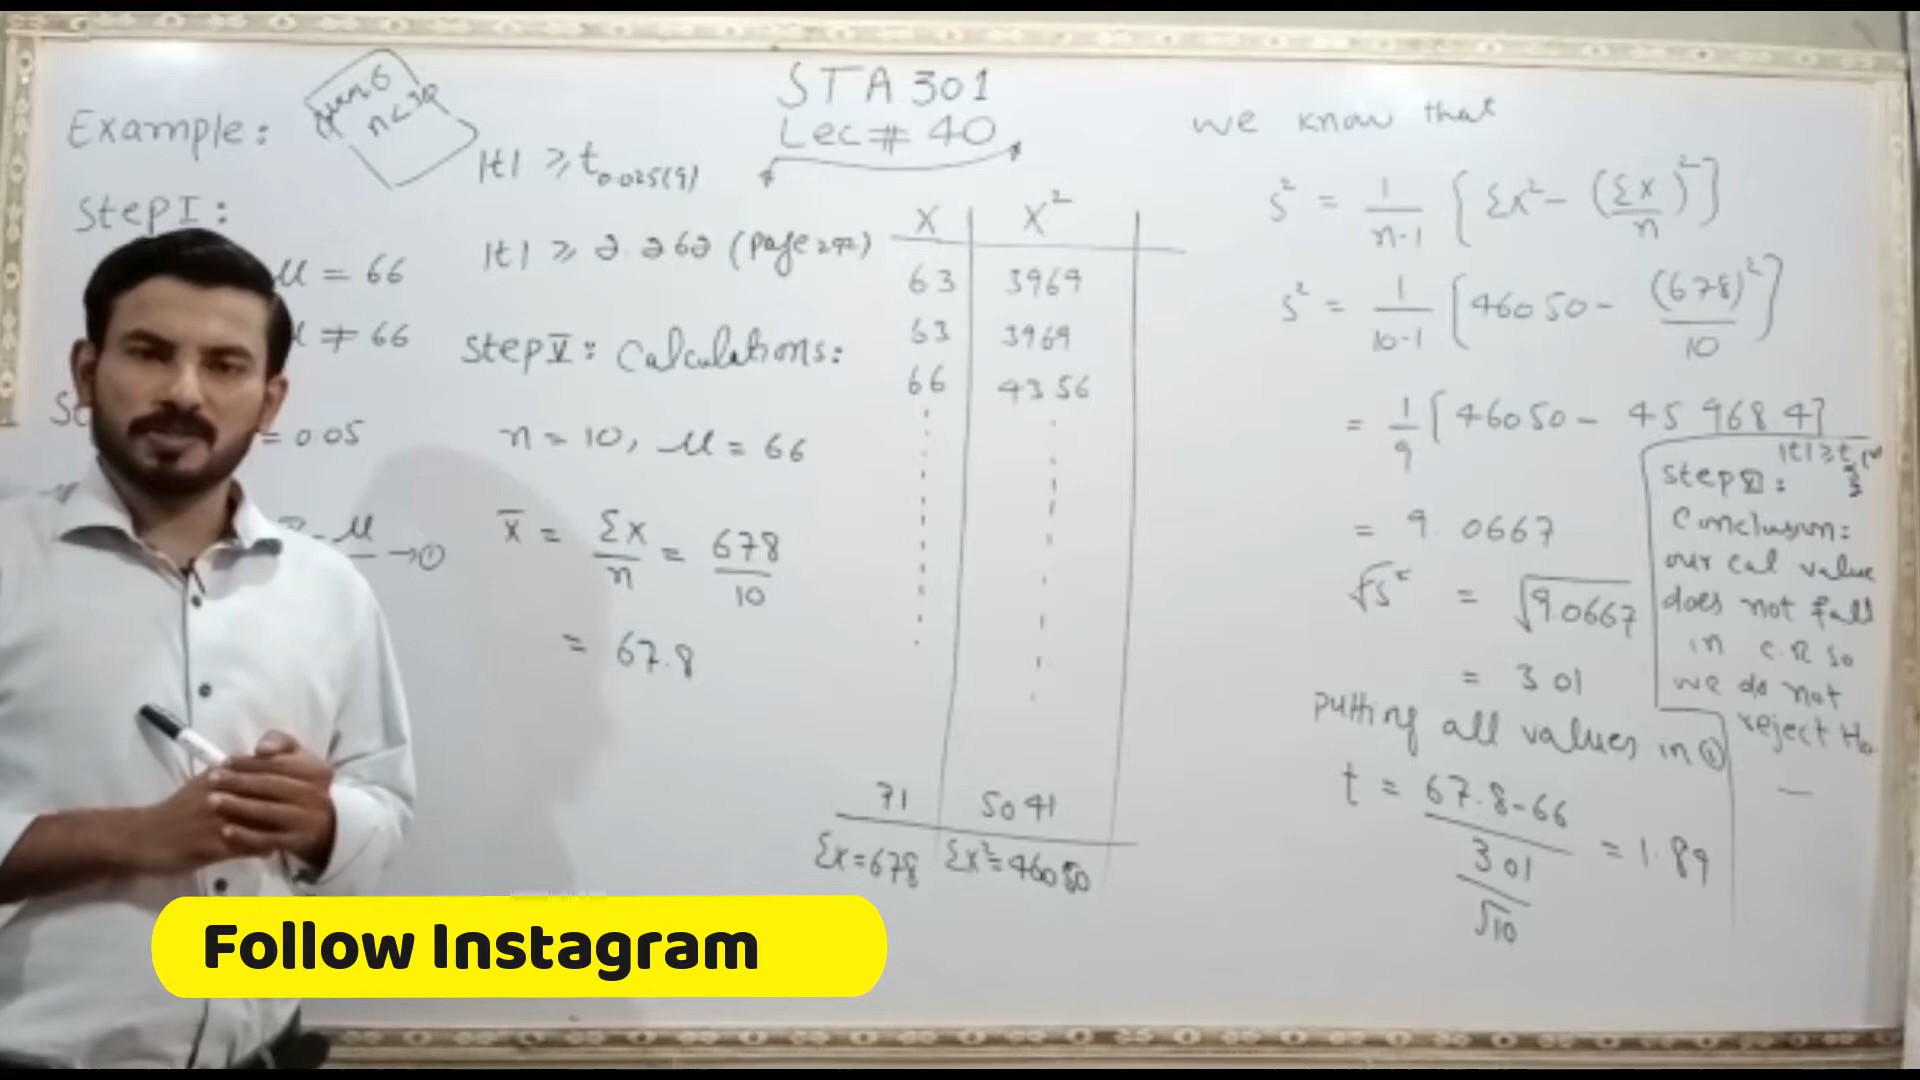 STA 301
Lec # 40
Example:
n < 30
Step I:
μ = 66
≠ 66
= 0.05
- μ → ①
|t| ≥ t0.025(9)
|t| ≥ 2.262 (Page 292)
Step V: Calculations:
n = 10, μ = 66
x̄ = Σx/n = 678/10
= 67.8
X X²
63 3969
63 3969
66 4356
71 5041
Σx = 678 Σx² = 46050
we know that
s² = 1/n-1 [Σx² - (Σx)²/n]
s² = 1/10-1 [46050 - (678)²/10]
= 1/9 [46050 - 45968.4]
= 9.0667
√s² = √9.0667
= 3.01
putting all values in ①
t = 67.8-66 / 3.01/√10 = 1.89
Step VI:
Conclusion:
our cal value
does not fall
in C.R so
we do not
reject H₀
Follow Instagram